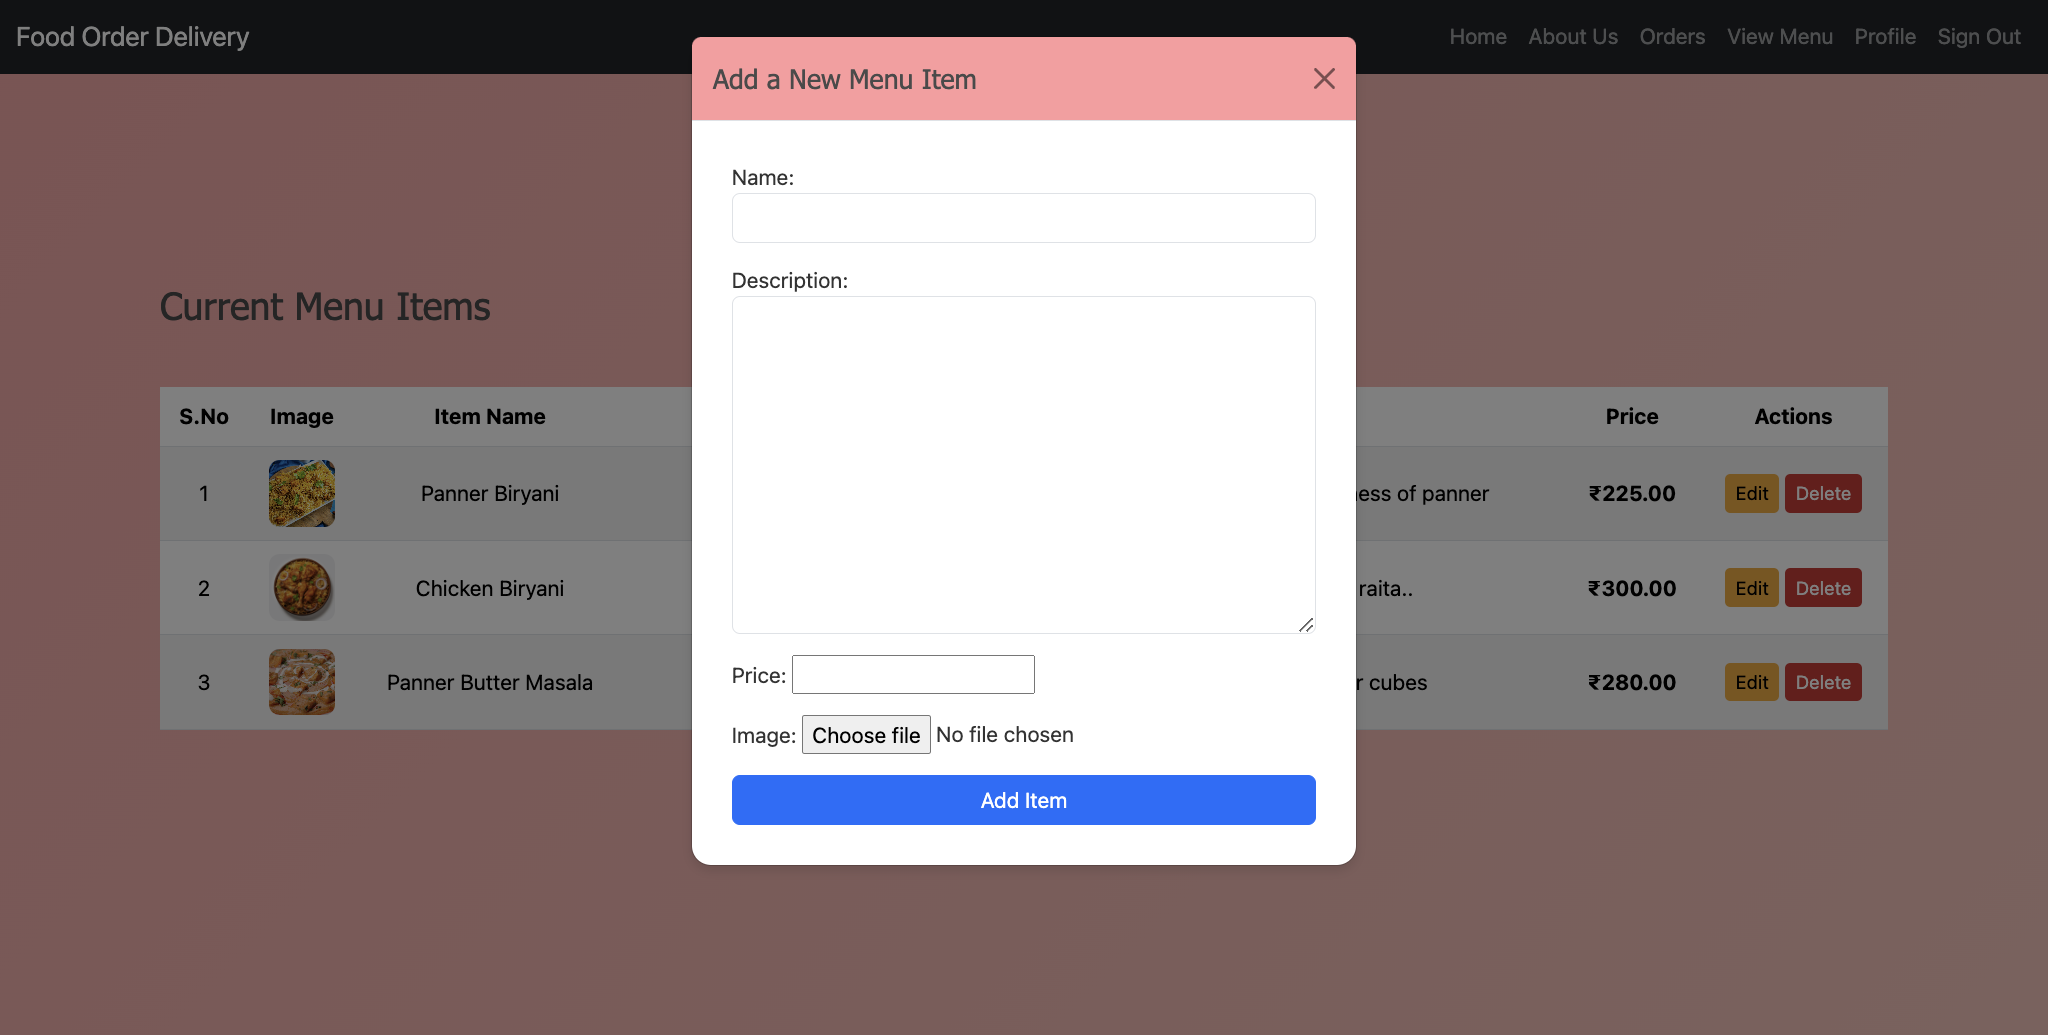 Food Order Delivery
Home About Us Orders View Menu Profile Sign Out
Add a New Menu Item
Name:
Description:
Price:
Image: Choose file No file chosen
Add Item
Current Menu Items
S.No Image Item Name Price Actions
1 Panner Biryani of panner ₹225.00 Edit Delete
2 Chicken Biryani raita.. ₹300.00 Edit Delete
3 Panner Butter Masala cubes ₹280.00 Edit Delete